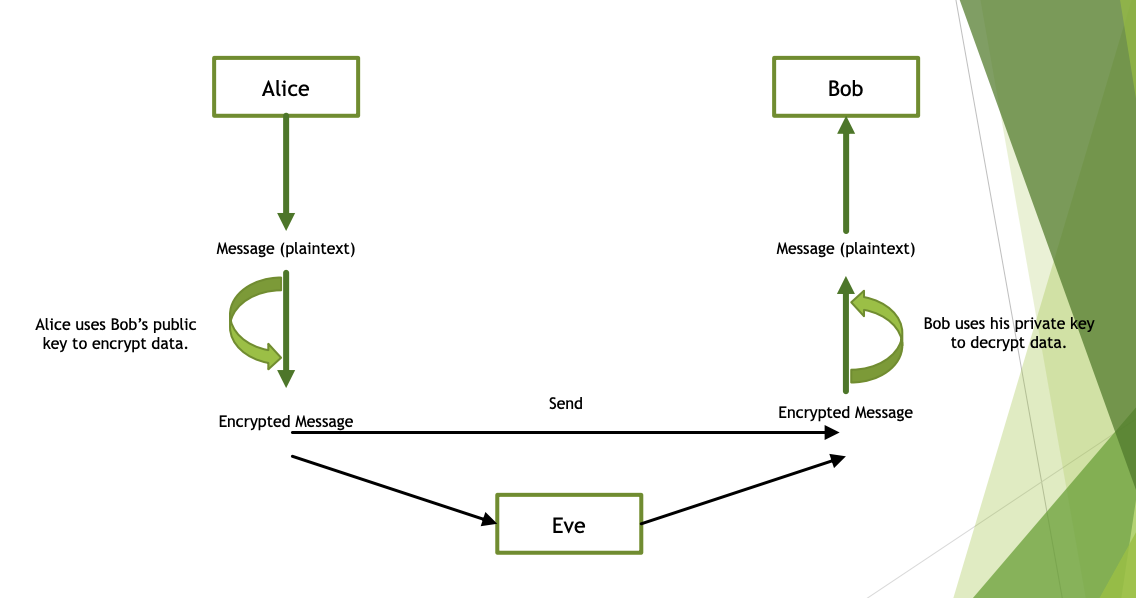 Alice
Bob
Message (plaintext)
Message (plaintext)
Alice uses Bob’s public
key to encrypt data.
Bob uses his private key
to decrypt data.
Send
Encrypted Message
Encrypted Message
Eve